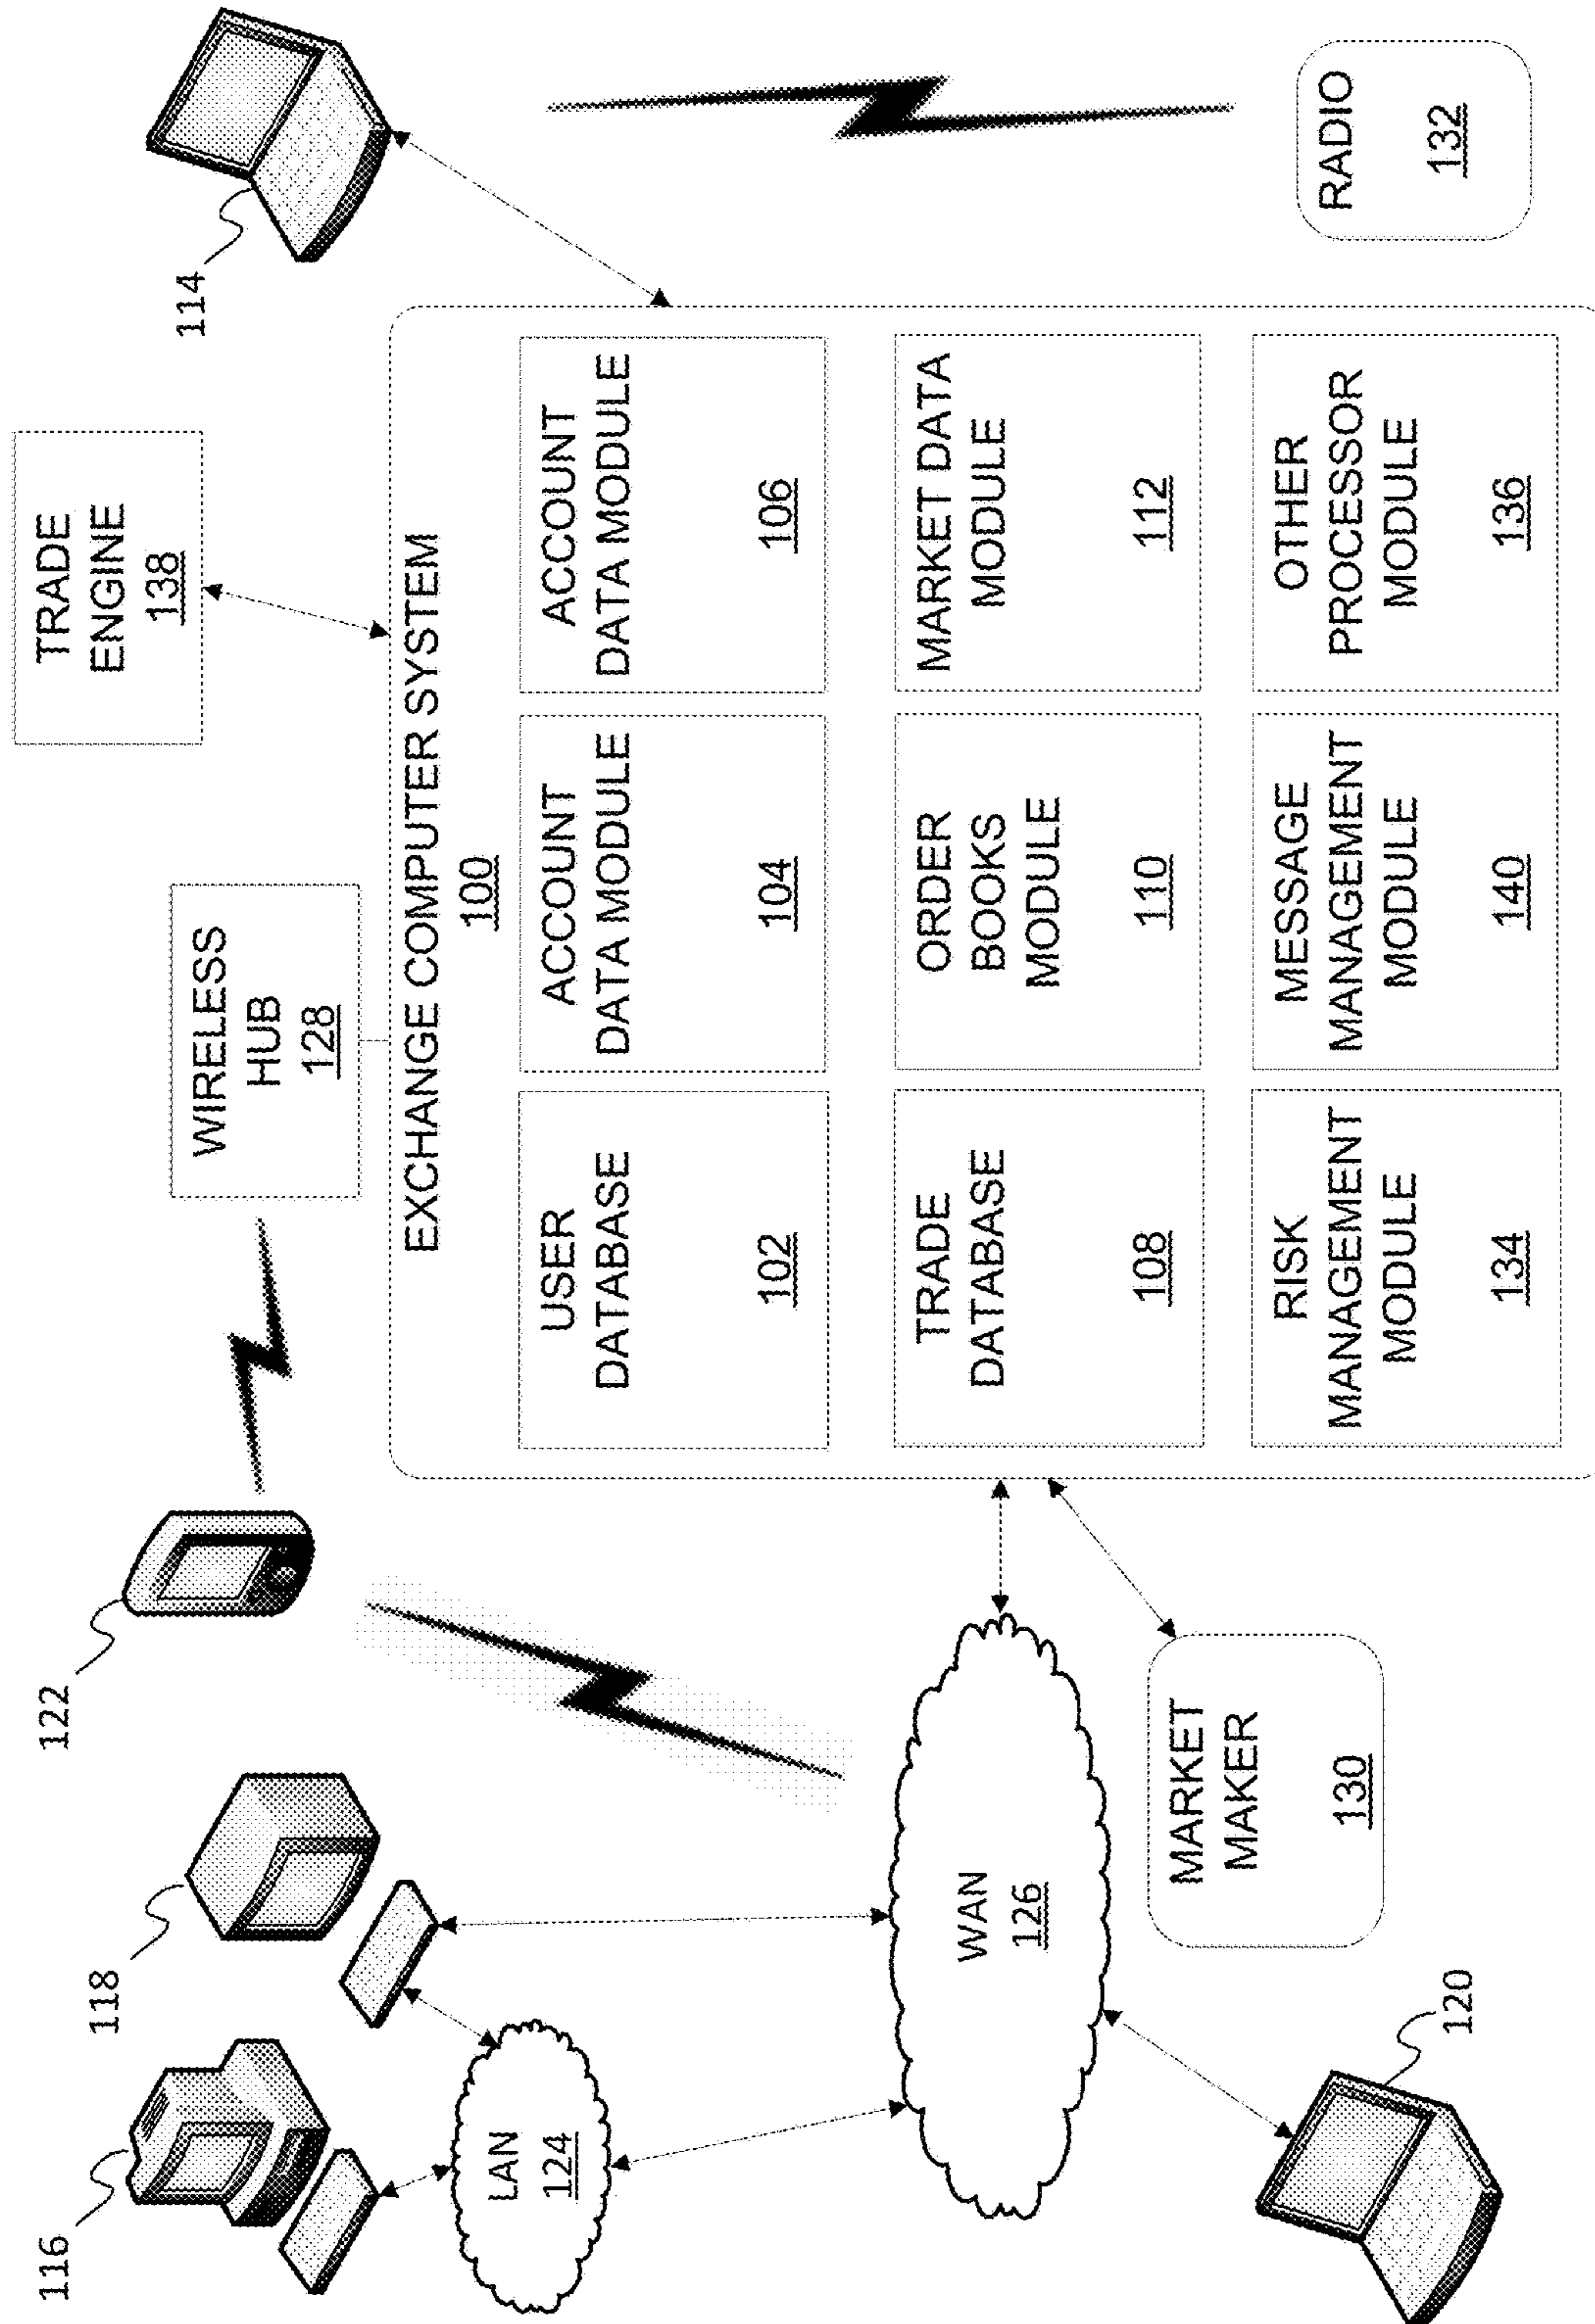 TRADE
ENGINE
138
114
WIRELESS
HUB
128
122
118
116
EXCHANGE COMPUTER SYSTEM
100
USER
DATABASE
102
ACCOUNT
DATA MODULE
104
ACCOUNT
DATA MODULE
106
TRADE
DATABASE
108
ORDER
BOOKS
MODULE
110
MARKET DATA
MODULE
112
RISK
MANAGEMENT
MODULE
134
MESSAGE
MANAGEMENT
MODULE
140
OTHER
PROCESSOR
MODULE
136
LAN
124
WAN
126
MARKET
MAKER
130
120
RADIO
132